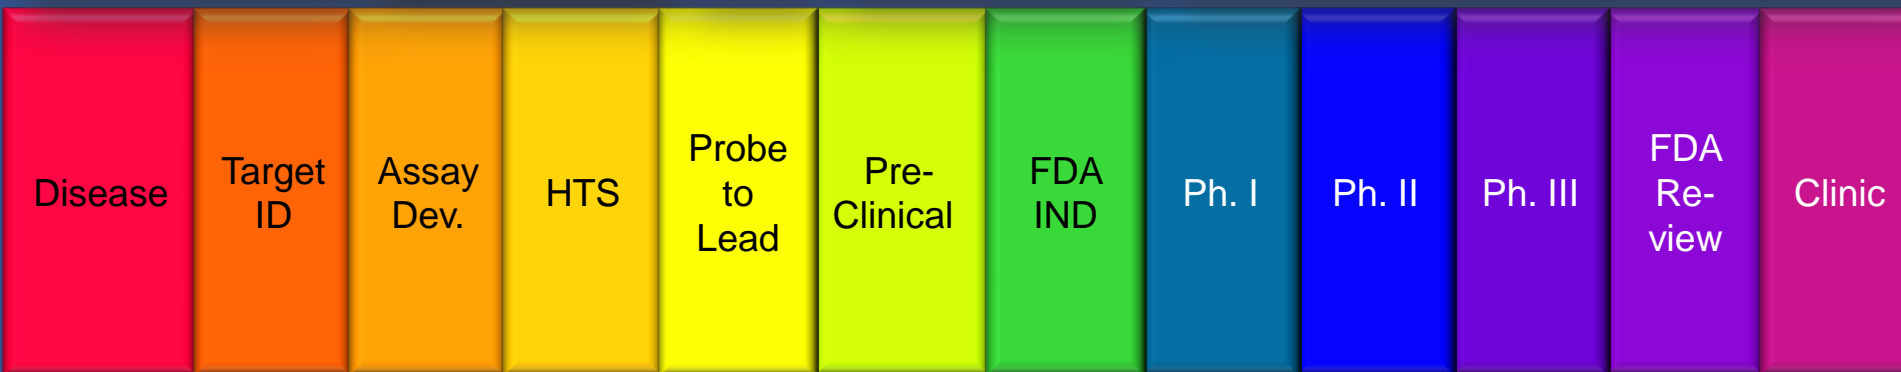 Disease
Target
ID
Assay
Dev.
HTS
Probe
to
Lead
Pre-
Clinical
FDA
IND
Ph. I
Ph. II
Ph. III
FDA
Re-
view
Clinic